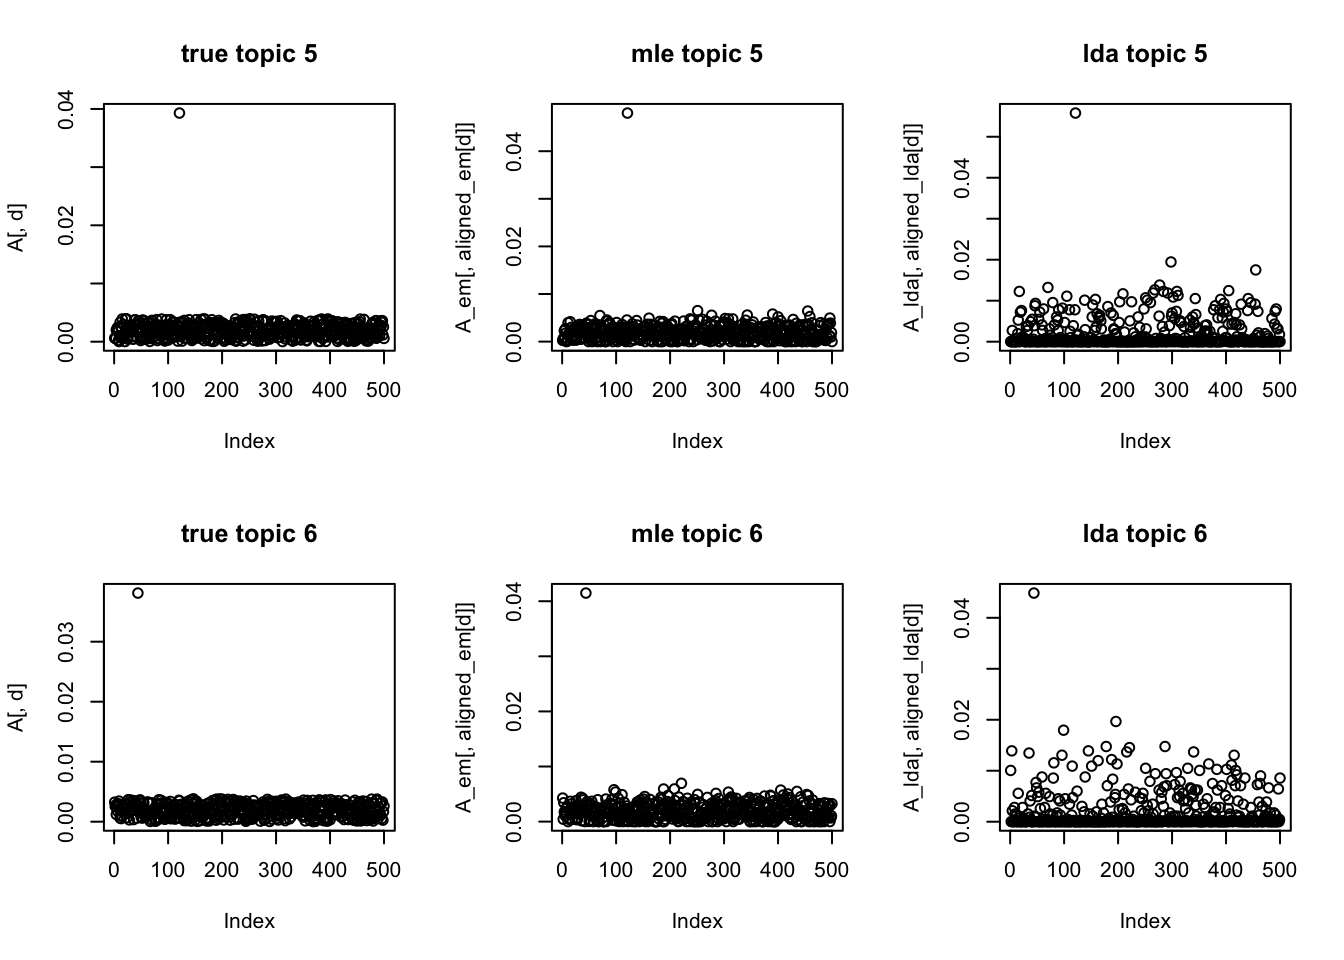 true topic 5
A[, d]
0.00 0.02 0.04
0 100 200 300 400 500
Index
mle topic 5
A_em[, aligned_em[d]]
0.00 0.02 0.04
0 100 200 300 400 500
Index
lda topic 5
A_lda[, aligned_lda[d]]
0.00 0.02 0.04
0 100 200 300 400 500
Index
true topic 6
A[, d]
0.00 0.01 0.02 0.03
0 100 200 300 400 500
Index
mle topic 6
A_em[, aligned_em[d]]
0.00 0.02 0.04
0 100 200 300 400 500
Index
lda topic 6
A_lda[, aligned_lda[d]]
0.00 0.02 0.04
0 100 200 300 400 500
Index